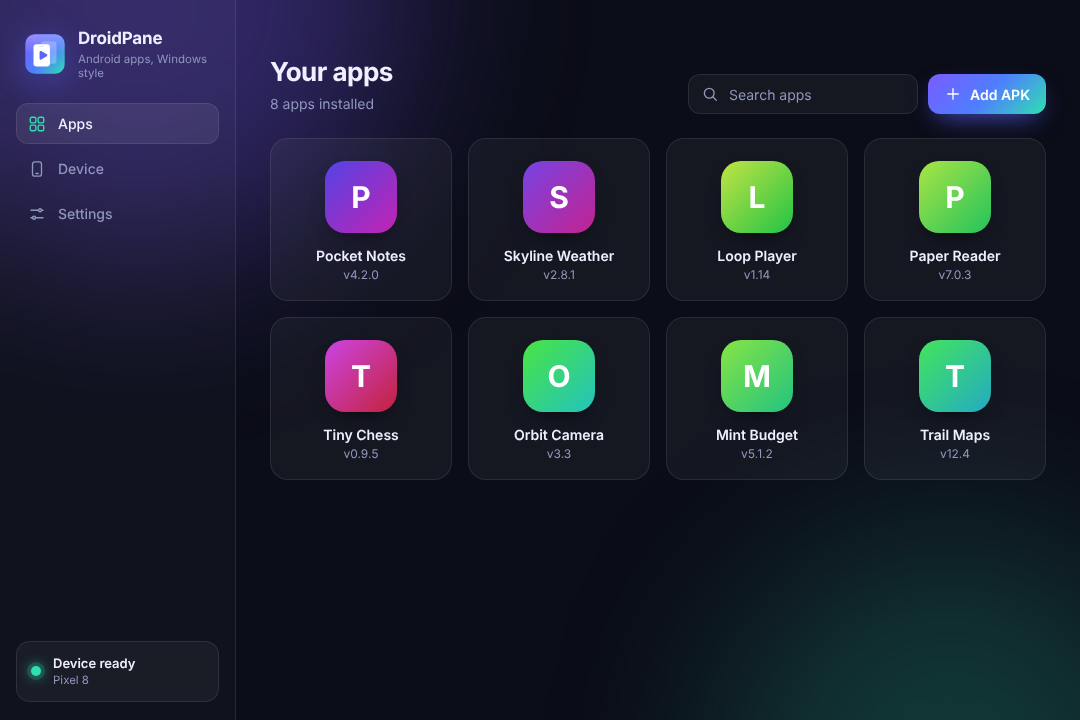 DroidPane
Android apps, Windows
style
Apps
Device
Settings
Device ready
Pixel 8
Your apps
8 apps installed
Search apps
Add APK
P
Pocket Notes
v4.2.0
S
Skyline Weather
v2.8.1
L
Loop Player
v1.14
P
Paper Reader
v7.0.3
T
Tiny Chess
v0.9.5
O
Orbit Camera
v3.3
M
Mint Budget
v5.1.2
T
Trail Maps
v12.4